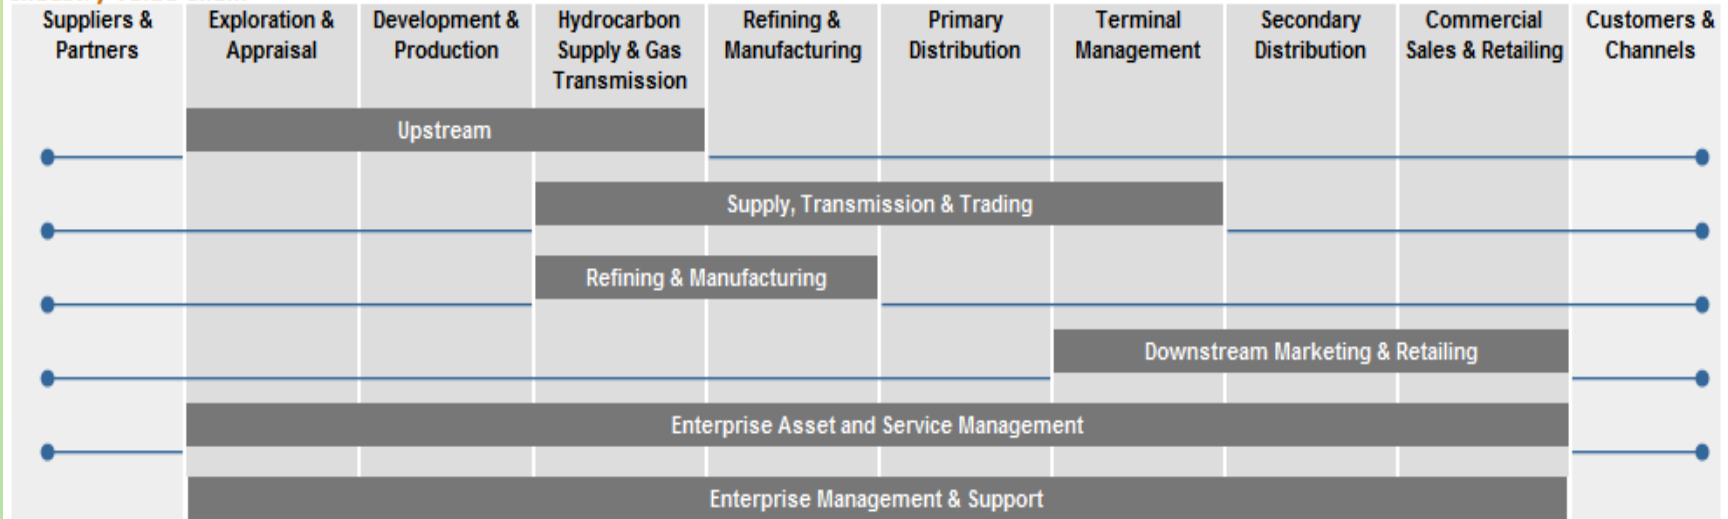 Suppliers &
Partners
Exploration &
Appraisal
Development &
Production
Hydrocarbon
Supply & Gas
Transmission
Refining &
Manufacturing
Primary
Distribution
Terminal
Management
Secondary
Distribution
Commercial
Sales & Retailing
Customers &
Channels
Upstream
Supply, Transmission & Trading
Refining & Manufacturing
Downstream Marketing & Retailing
Enterprise Asset and Service Management
Enterprise Management & Support